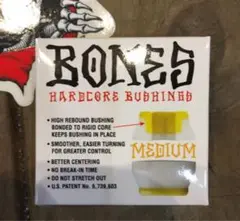 BONES
HARDCORE BUSHINGS
• HIGH REBOUND BUSHING
BONDED TO RIGID CORE
KEEPS BUSHING IN PLACE
• SMOOTHER, EASIER TURNING
FOR GREATER CONTROL
MEDIUM
• BETTER CENTERING
• NO BREAK-IN TIME
• DO NOT STRETCH OUT
• U.S. PATENT No. 6,739,603